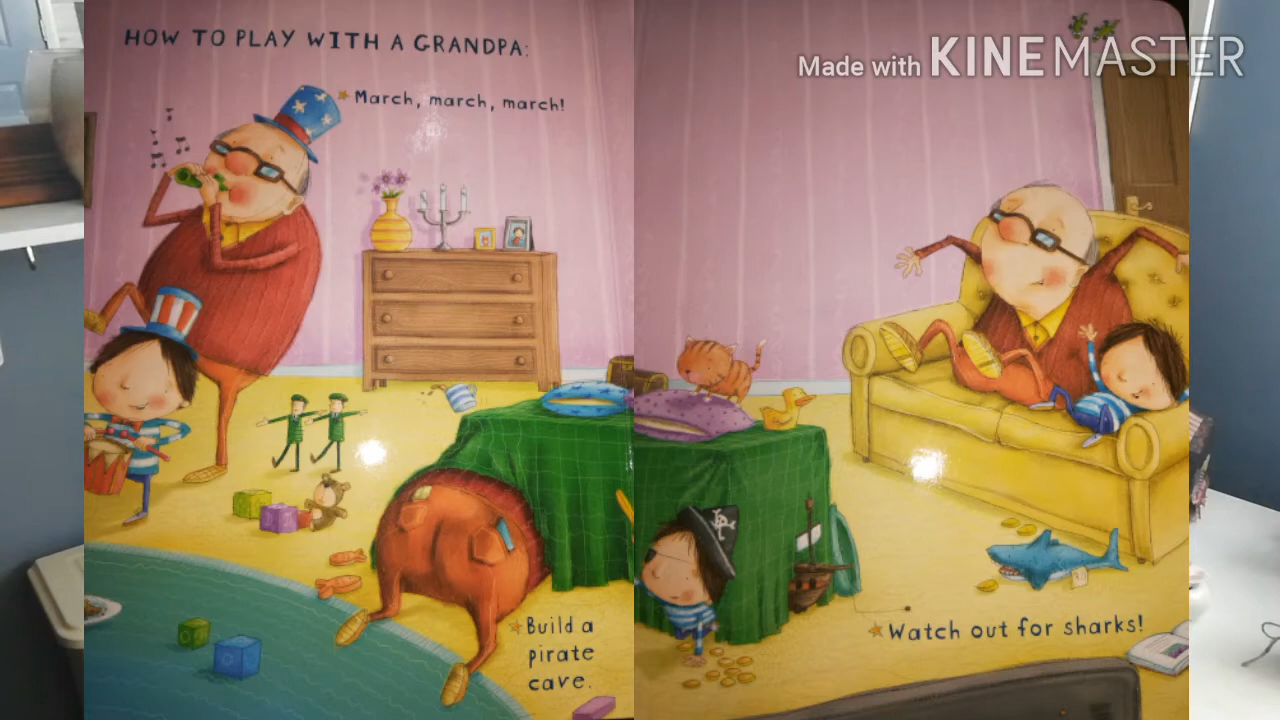 HOW TO PLAY WITH A GRANDPA:
March, march, march!
Build a
pirate
cave.
Made with KINEMASTER
Watch out for sharks!